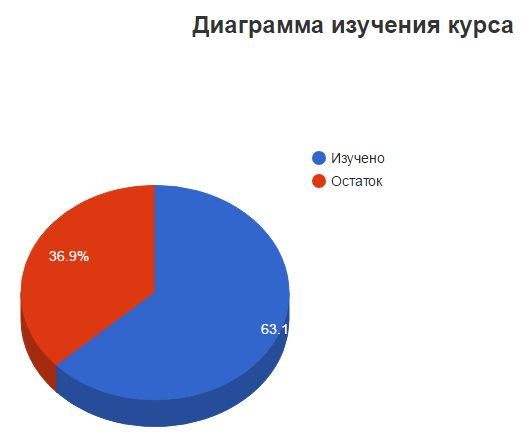 Диаграмма изучения курса
Изучено
Остаток
36.9%
63.1